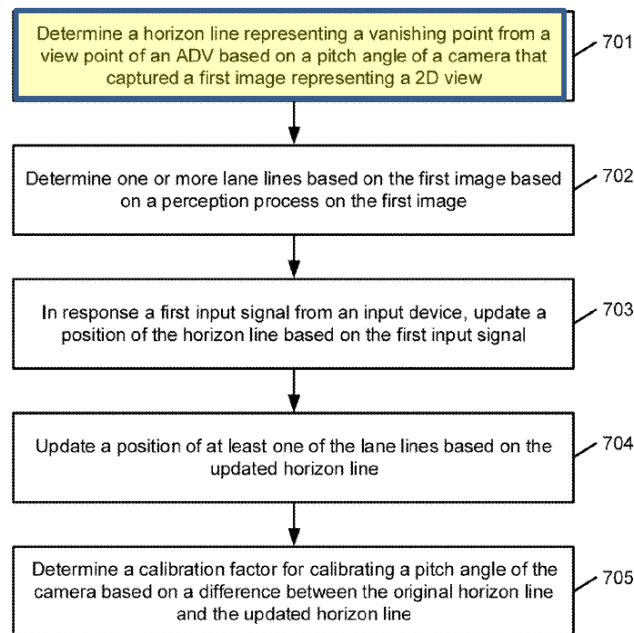 Determine a horizon line representing a vanishing point from a
view point of an ADV based on a pitch angle of a camera that
captured a first image representing a 2D view
701
Determine one or more lane lines based on the first image based
on a perception process on the first image
702
In response a first input signal from an input device, update a
position of the horizon line based on the first input signal
703
Update a position of at least one of the lane lines based on the
updated horizon line
704
Determine a calibration factor for calibrating a pitch angle of the
camera based on a difference between the original horizon line
and the updated horizon line
705